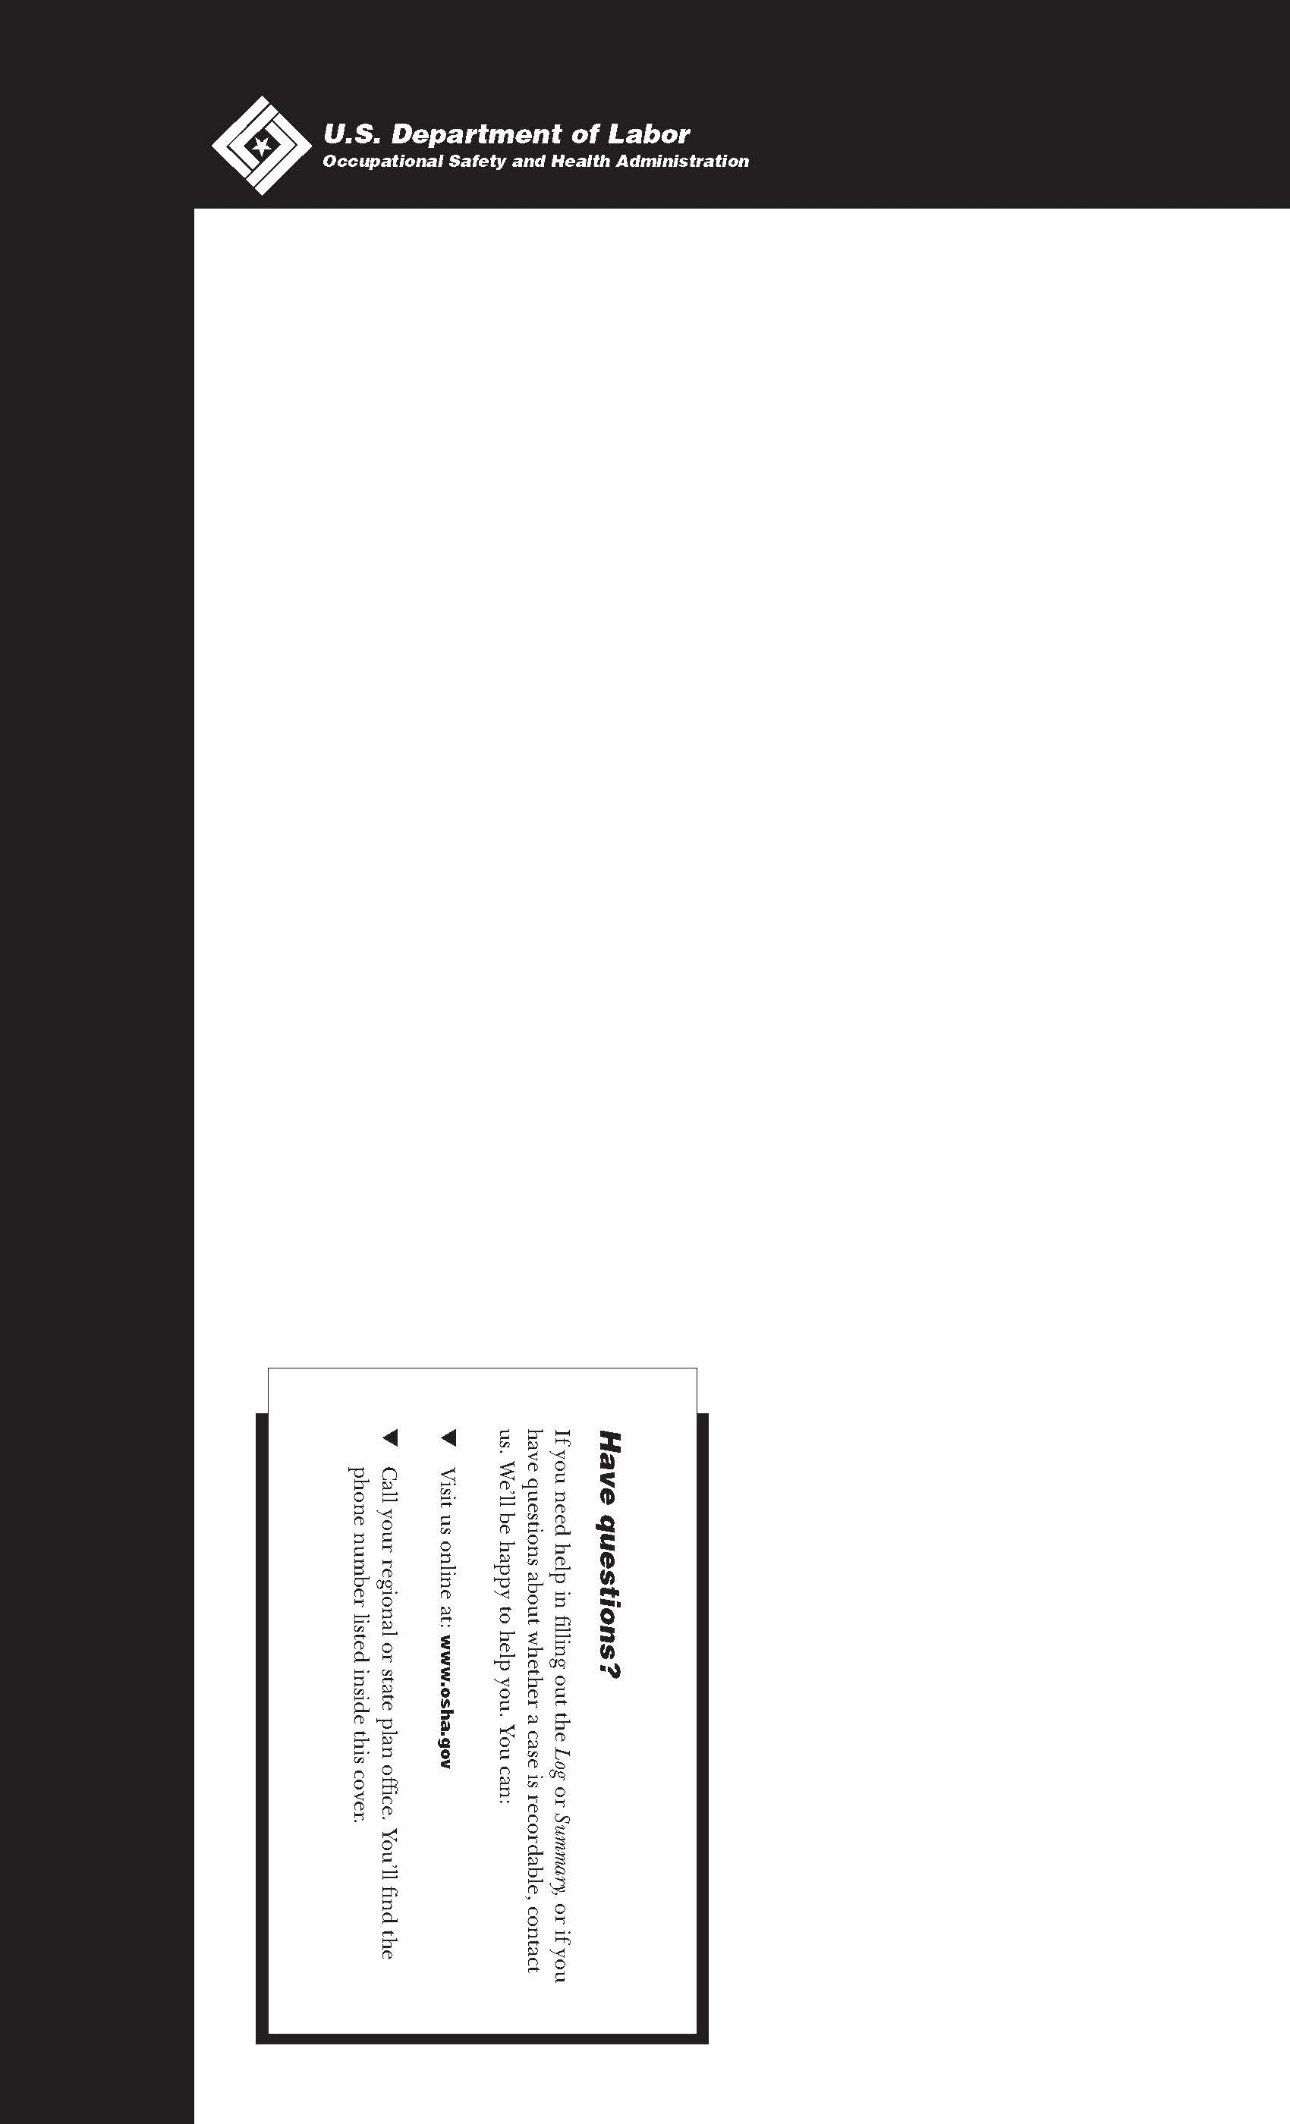 U.S. Department of Labor
Occupational Safety and Health Administration
Have questions?
If you need help in filling out the Log or Summary, or if you
have questions about whether a case is recordable, contact
us. We'll be happy to help you. You can:
▼ Visit us online at: www.osha.gov
▼ Call your regional or state plan office. You'll find the
phone number listed inside this cover.